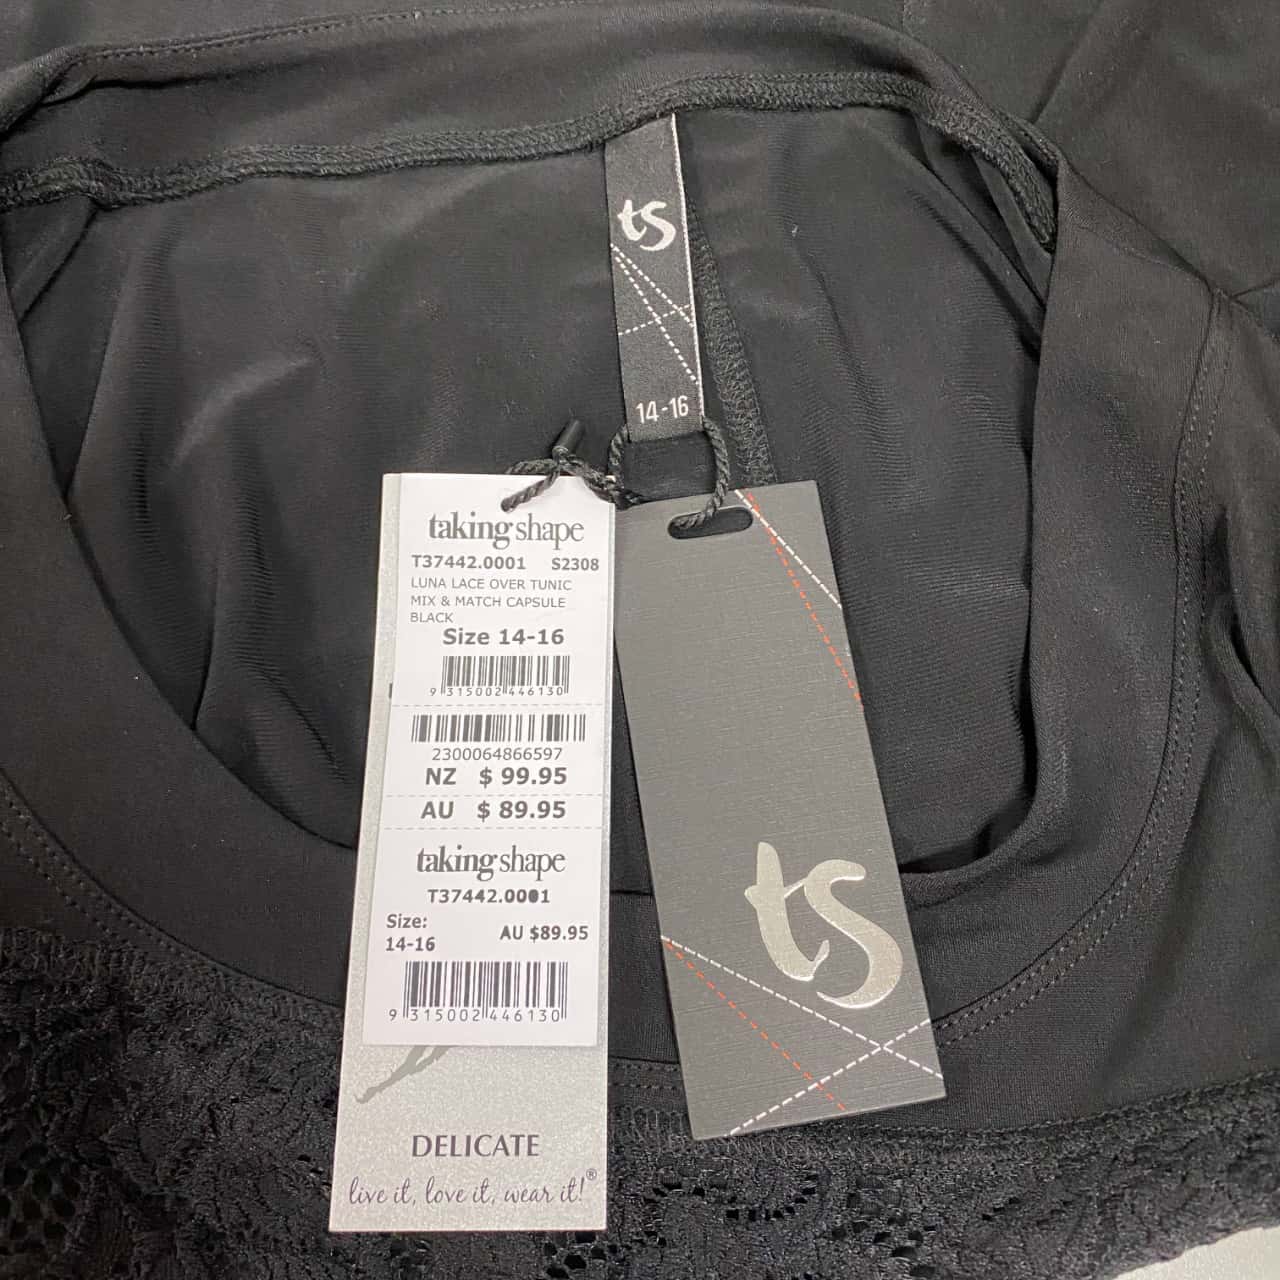 ts
14-16
taking shape
T37442.0001 S2308
LUNA LACE OVER TUNIC
MIX & MATCH CAPSULE
BLACK
Size 14-16
9 315002 446130
2300064866597
NZ $ 99.95
AU $ 89.95
taking shape
T37442.0001
Size:
14-16 AU $89.95
9 315002 446130
DELICATE
live it, love it, wear it!®
ts